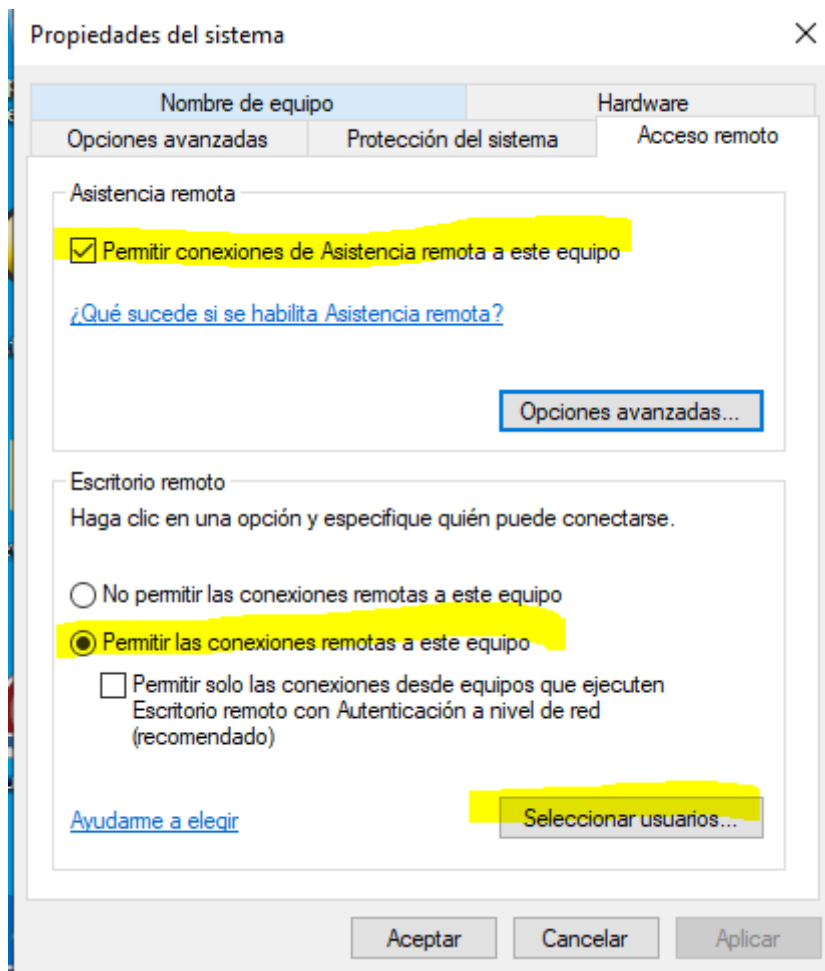 Propiedades del sistema
Nombre de equipo
Hardware
Opciones avanzadas
Protección del sistema
Acceso remoto
Asistencia remota
Permitir conexiones de Asistencia remota a este equipo
¿Qué sucede si se habilita Asistencia remota?
Opciones avanzadas...
Escritorio remoto
Haga clic en una opción y especifique quién puede conectarse.
No permitir las conexiones remotas a este equipo
Permitir las conexiones remotas a este equipo
Permitir solo las conexiones desde equipos que ejecuten
Escritorio remoto con Autenticación a nivel de red
(recomendado)
Ayudarme a elegir
Seleccionar usuarios...
Aceptar
Cancelar
Aplicar